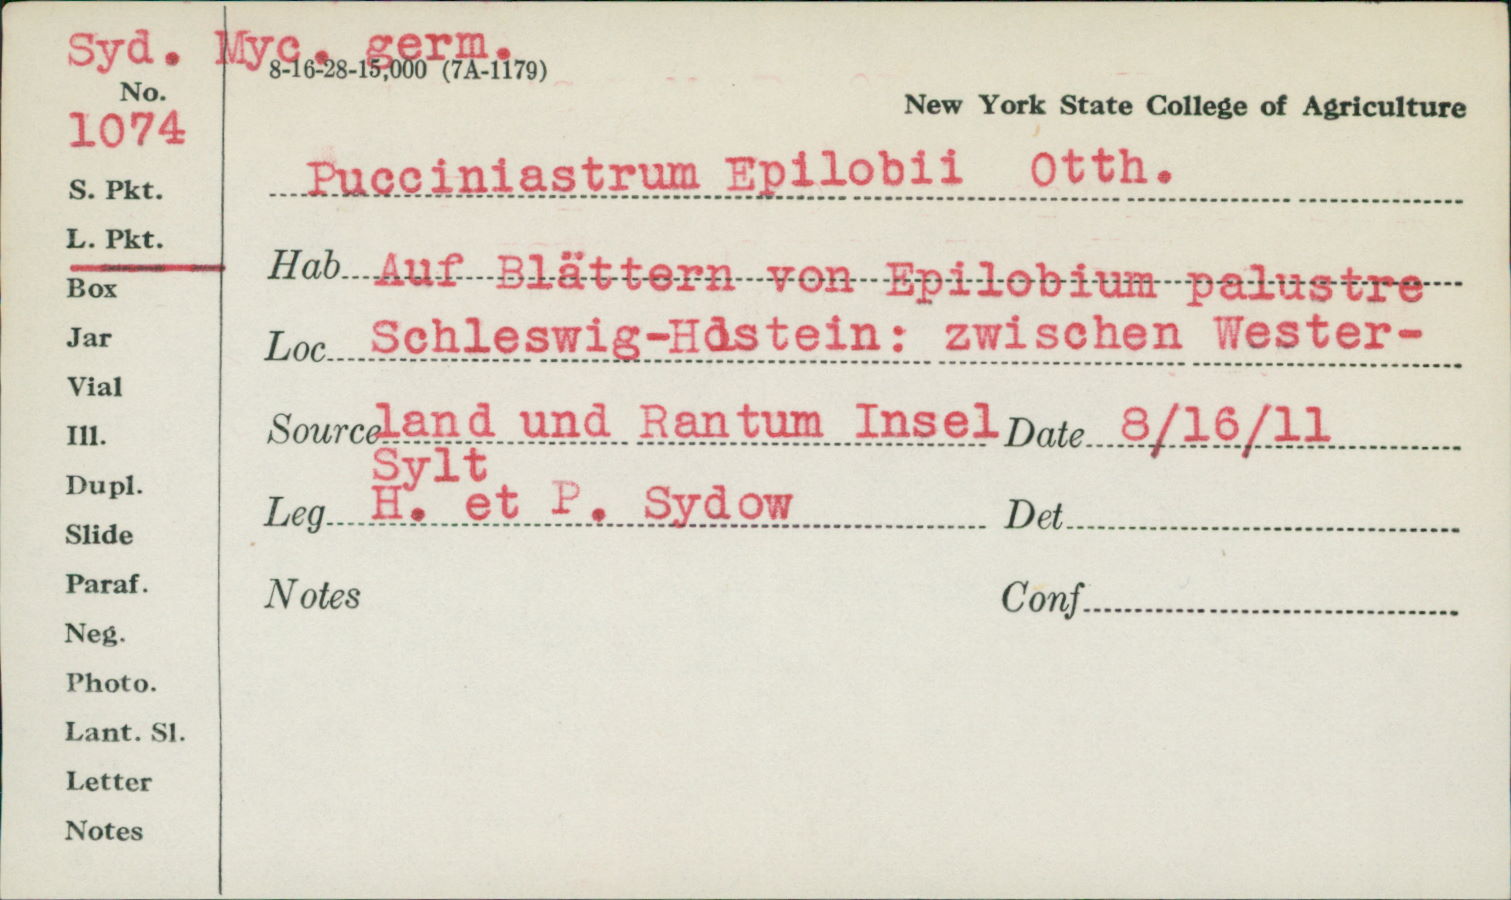 Syd. Myc. germ.
8-16-28-15,000 (7A-1179)
No.
1074
New York State College of Agriculture
Pucciniastrum Epilobii Otth.
S. Pkt.
L. Pkt.
Hab Auf Blättern von Epilobium palustre
Box
Jar
Loc Schleswig-Hdstein: zwischen Wester-
Vial
Ill.
Source land und Rantum Insel Date 8/16/11
Sylt
Dupl.
Leg H. et P. Sydow Det
Slide
Paraf.
Notes Conf
Neg.
Photo.
Lant. Sl.
Letter
Notes